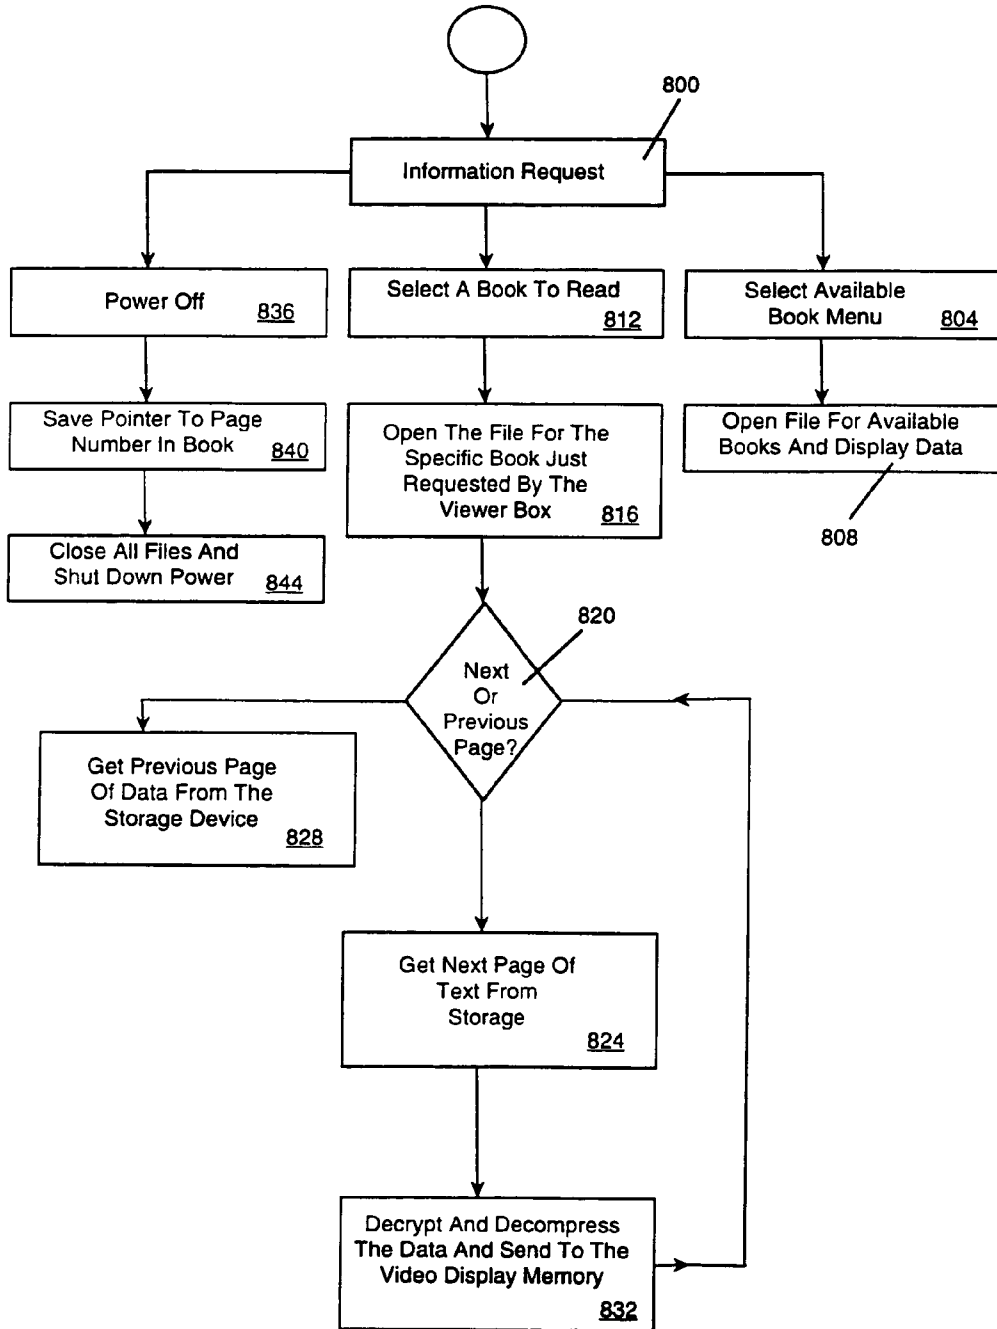 800
Information Request
Power Off
836
Select A Book To Read
812
Select Available
Book Menu
804
Save Pointer To Page
Number In Book
840
Open The File For The
Specific Book Just
Requested By The
Viewer Box
816
Open File For Available
Books And Display Data
808
Close All Files And
Shut Down Power
844
820
Next
Or
Previous
Page?
Get Previous Page
Of Data From The
Storage Device
828
Get Next Page Of
Text From
Storage
824
Decrypt And Decompress
The Data And Send To The
Video Display Memory
832